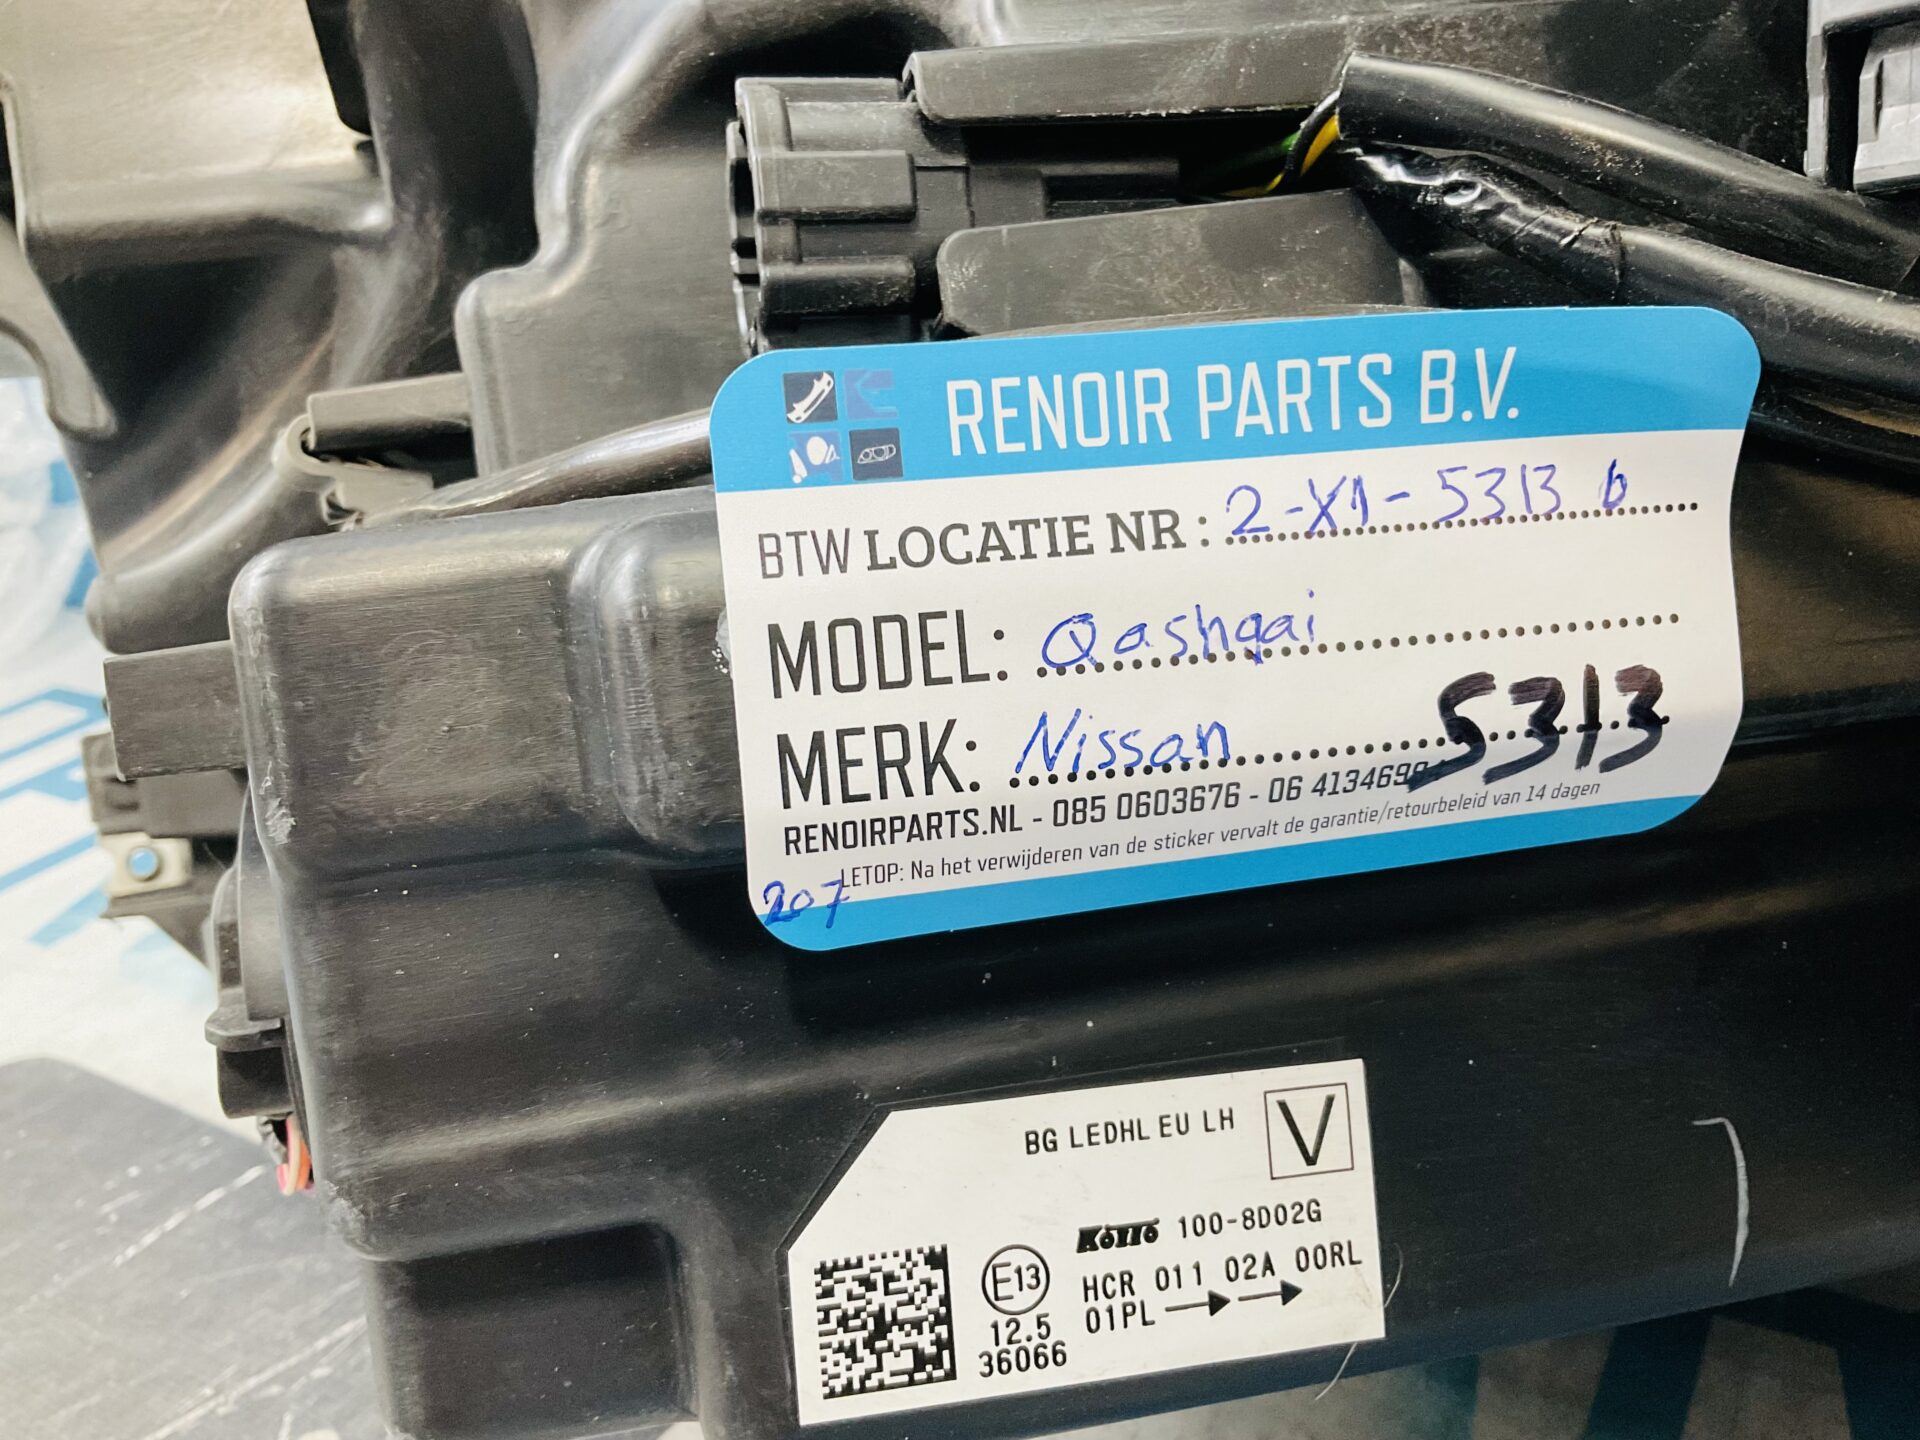 RENOIR PARTS B.V.
BTW LOCATIE NR: 2-X1-5313 b
MODEL: Qashqai
MERK: Nissan
5313
RENOIRPARTS.NL - 085 0603676 - 06 4134699
LETOP: Na het verwijderen van de sticker vervalt de garantie/retourbeleid van 14 dagen
207
BG LEDHL EU LH V
KOITO 100-8D02G
E13 HCR 011 02A 00RL
12.5 01PL → →
36066